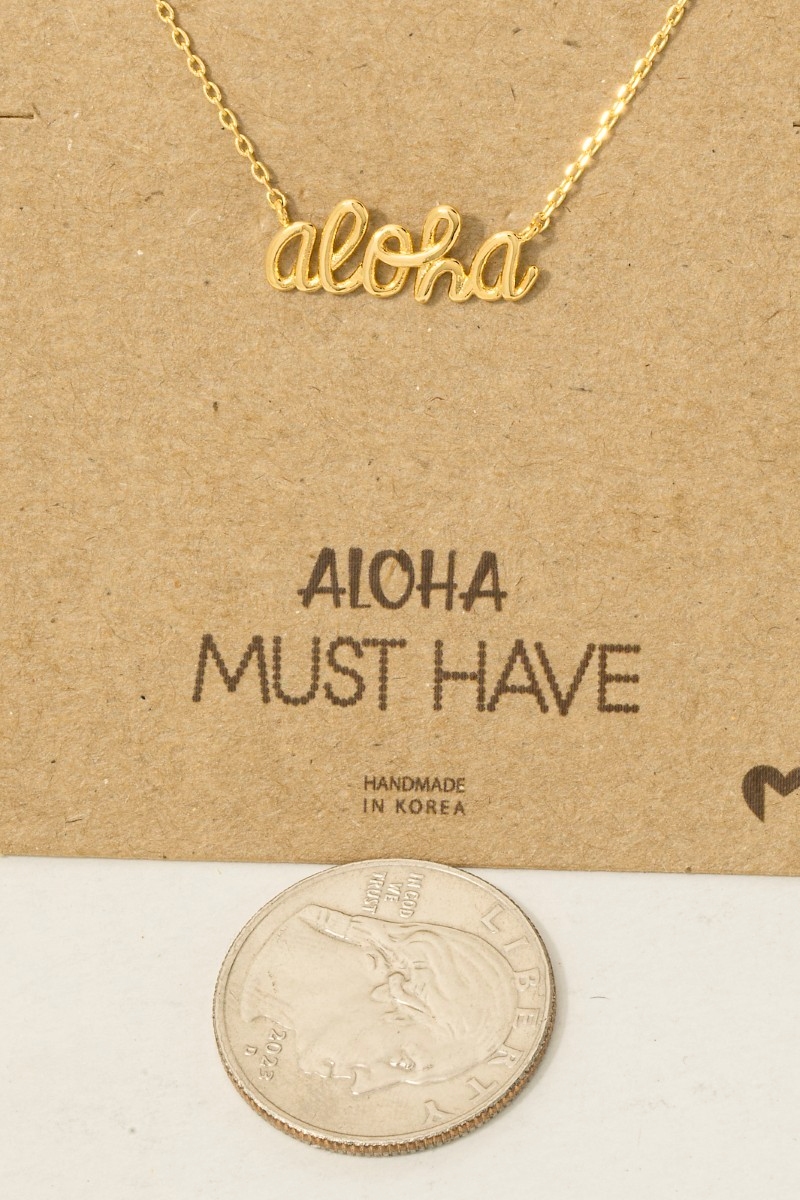 aloha
ALOHA
MUST HAVE
HANDMADE
IN KOREA
IN GOD
WE
TRUST
LIBERTY
2023
D